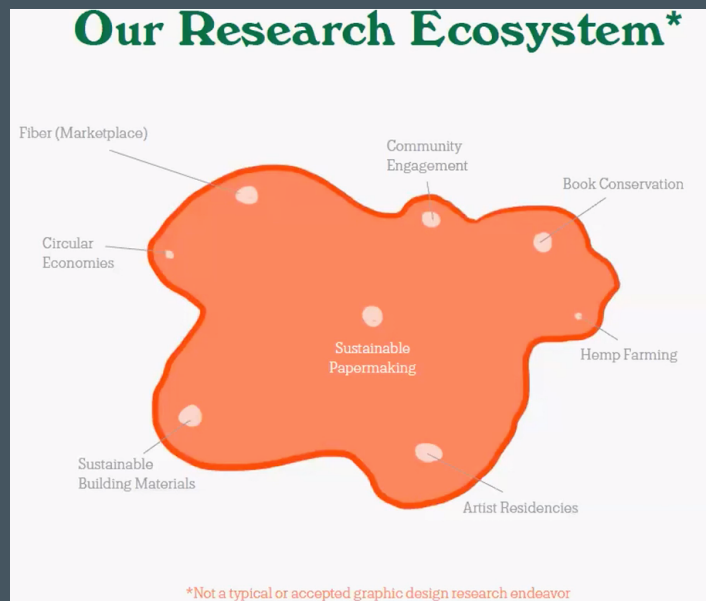 Our Research Ecosystem*
Fiber (Marketplace)
Community
Engagement
Book Conservation
Circular
Economies
Sustainable
Papermaking
Hemp Farming
Sustainable
Building Materials
Artist Residencies
*Not a typical or accepted graphic design research endeavor